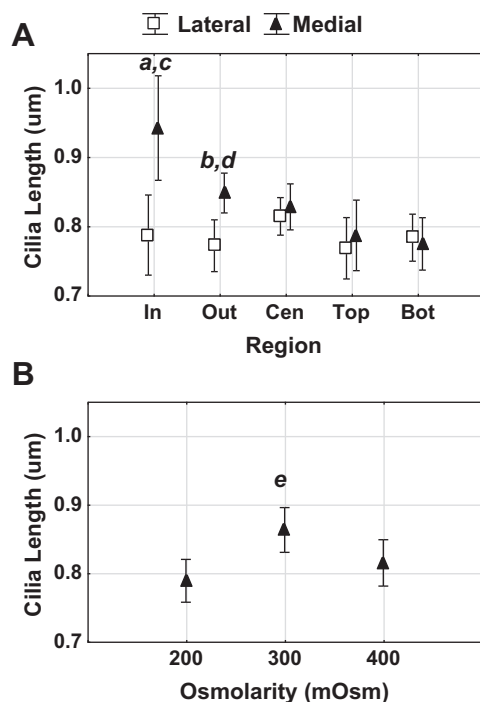 A
Lateral Medial
Cilia Length (um)
1.0
0.9
0.8
0.7
a,c
b,d
In Out Cen Top Bot
Region
B
Cilia Length (um)
1.0
0.9
0.8
0.7
e
200 300 400
Osmolarity (mOsm)